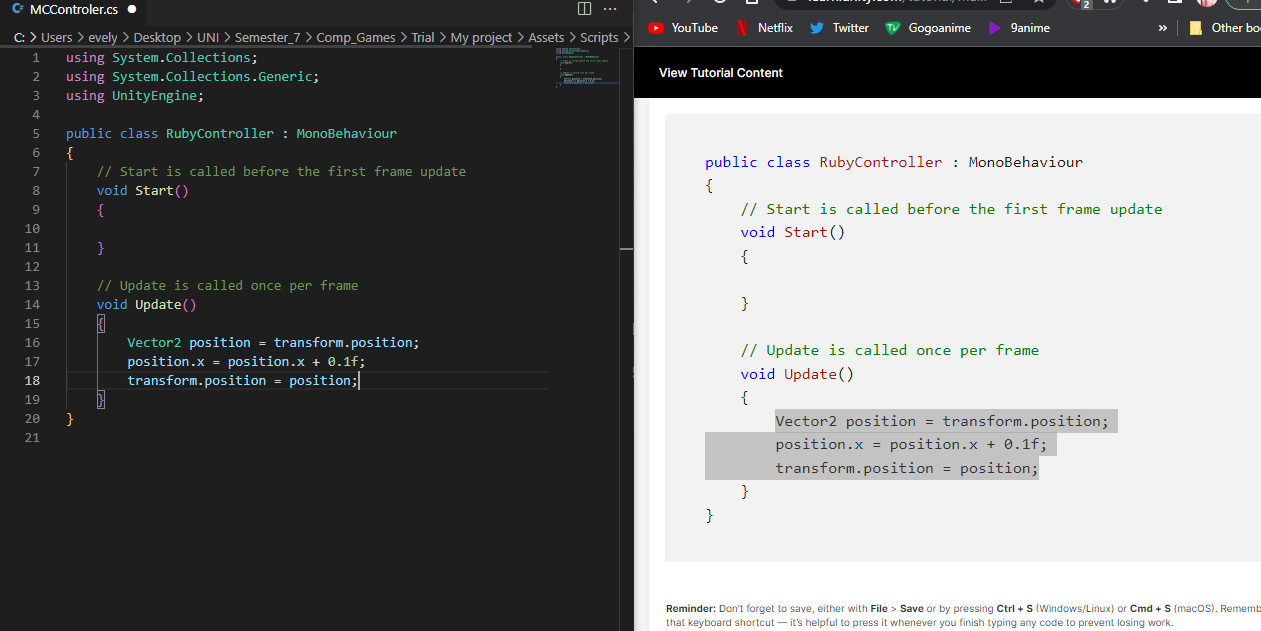 MCControler.cs
C: > Users > evely > Desktop > UNI > Semester_7 > Comp_Games > Trial > My project > Assets > Scripts >
1 using System.Collections;
2 using System.Collections.Generic;
3 using UnityEngine;
4
5 public class RubyController : MonoBehaviour
6 {
7 // Start is called before the first frame update
8 void Start()
9 {
10
11 }
12
13 // Update is called once per frame
14 void Update()
15 {
16 Vector2 position = transform.position;
17 position.x = position.x + 0.1f;
18 transform.position = position;
19 }
20 }
21
2
YouTube Netflix Twitter Gogoanime 9anime » Other bo
View Tutorial Content
public class RubyController : MonoBehaviour
{
// Start is called before the first frame update
void Start()
{
}
// Update is called once per frame
void Update()
{
Vector2 position = transform.position;
position.x = position.x + 0.1f;
transform.position = position;
}
}
Reminder: Don't forget to save, either with File > Save or by pressing Ctrl + S (Windows/Linux) or Cmd + S (macOS). Rememb
that keyboard shortcut — it's helpful to press it whenever you finish typing any code to prevent losing work.